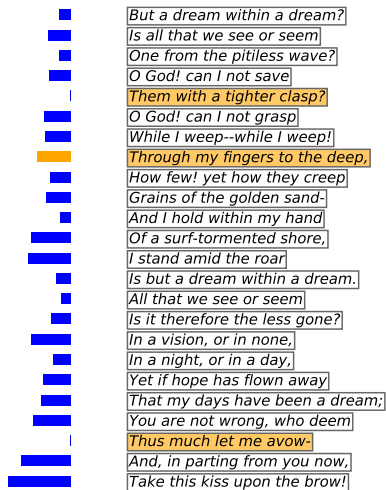 But a dream within a dream?
Is all that we see or seem
One from the pitiless wave?
O God! can I not save
Them with a tighter clasp?
O God! can I not grasp
While I weep--while I weep!
Through my fingers to the deep,
How few! yet how they creep
Grains of the golden sand-
And I hold within my hand
Of a surf-tormented shore,
I stand amid the roar
Is but a dream within a dream.
All that we see or seem
Is it therefore the less gone?
In a vision, or in none,
In a night, or in a day,
Yet if hope has flown away
That my days have been a dream;
You are not wrong, who deem
Thus much let me avow-
And, in parting from you now,
Take this kiss upon the brow!